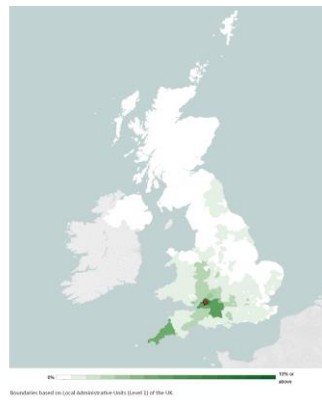 0%
10% or
above
Boundaries based on Local Administrative Units (Level 1) of the UK.